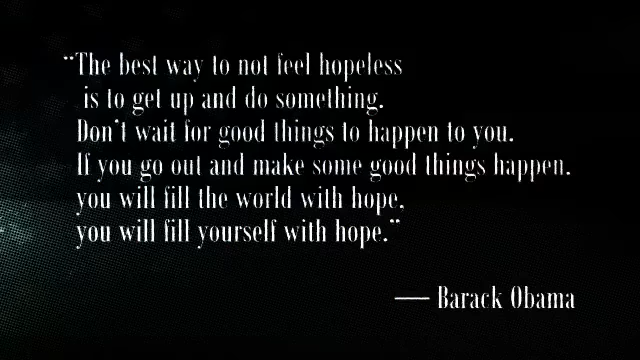 “The best way to not feel hopeless
is to get up and do something.
Don't wait for good things to happen to you.
If you go out and make some good things happen,
you will fill the world with hope,
you will fill yourself with hope.”
— Barack Obama